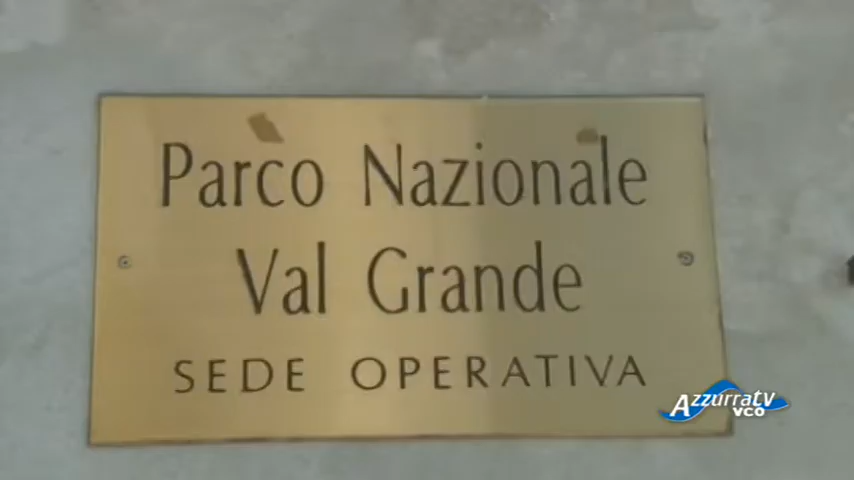 Parco Nazionale
Val Grande
SEDE OPERATIVA
Azzurratv
VCO